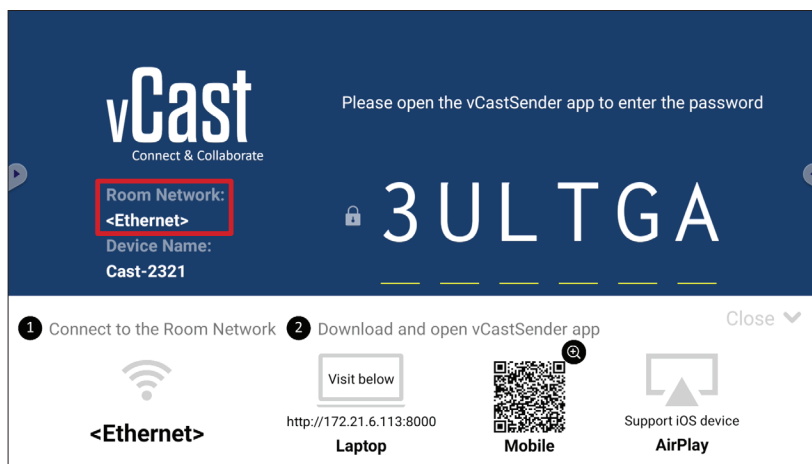 vCast
Connect & Collaborate
Please open the vCastSender app to enter the password
Room Network:
<Ethernet>
Device Name:
Cast-2321
3ULTGA
1 Connect to the Room Network
2 Download and open vCastSender app
Close
<Ethernet>
Visit below
http://172.21.6.113:8000
Laptop
Mobile
Support iOS device
AirPlay